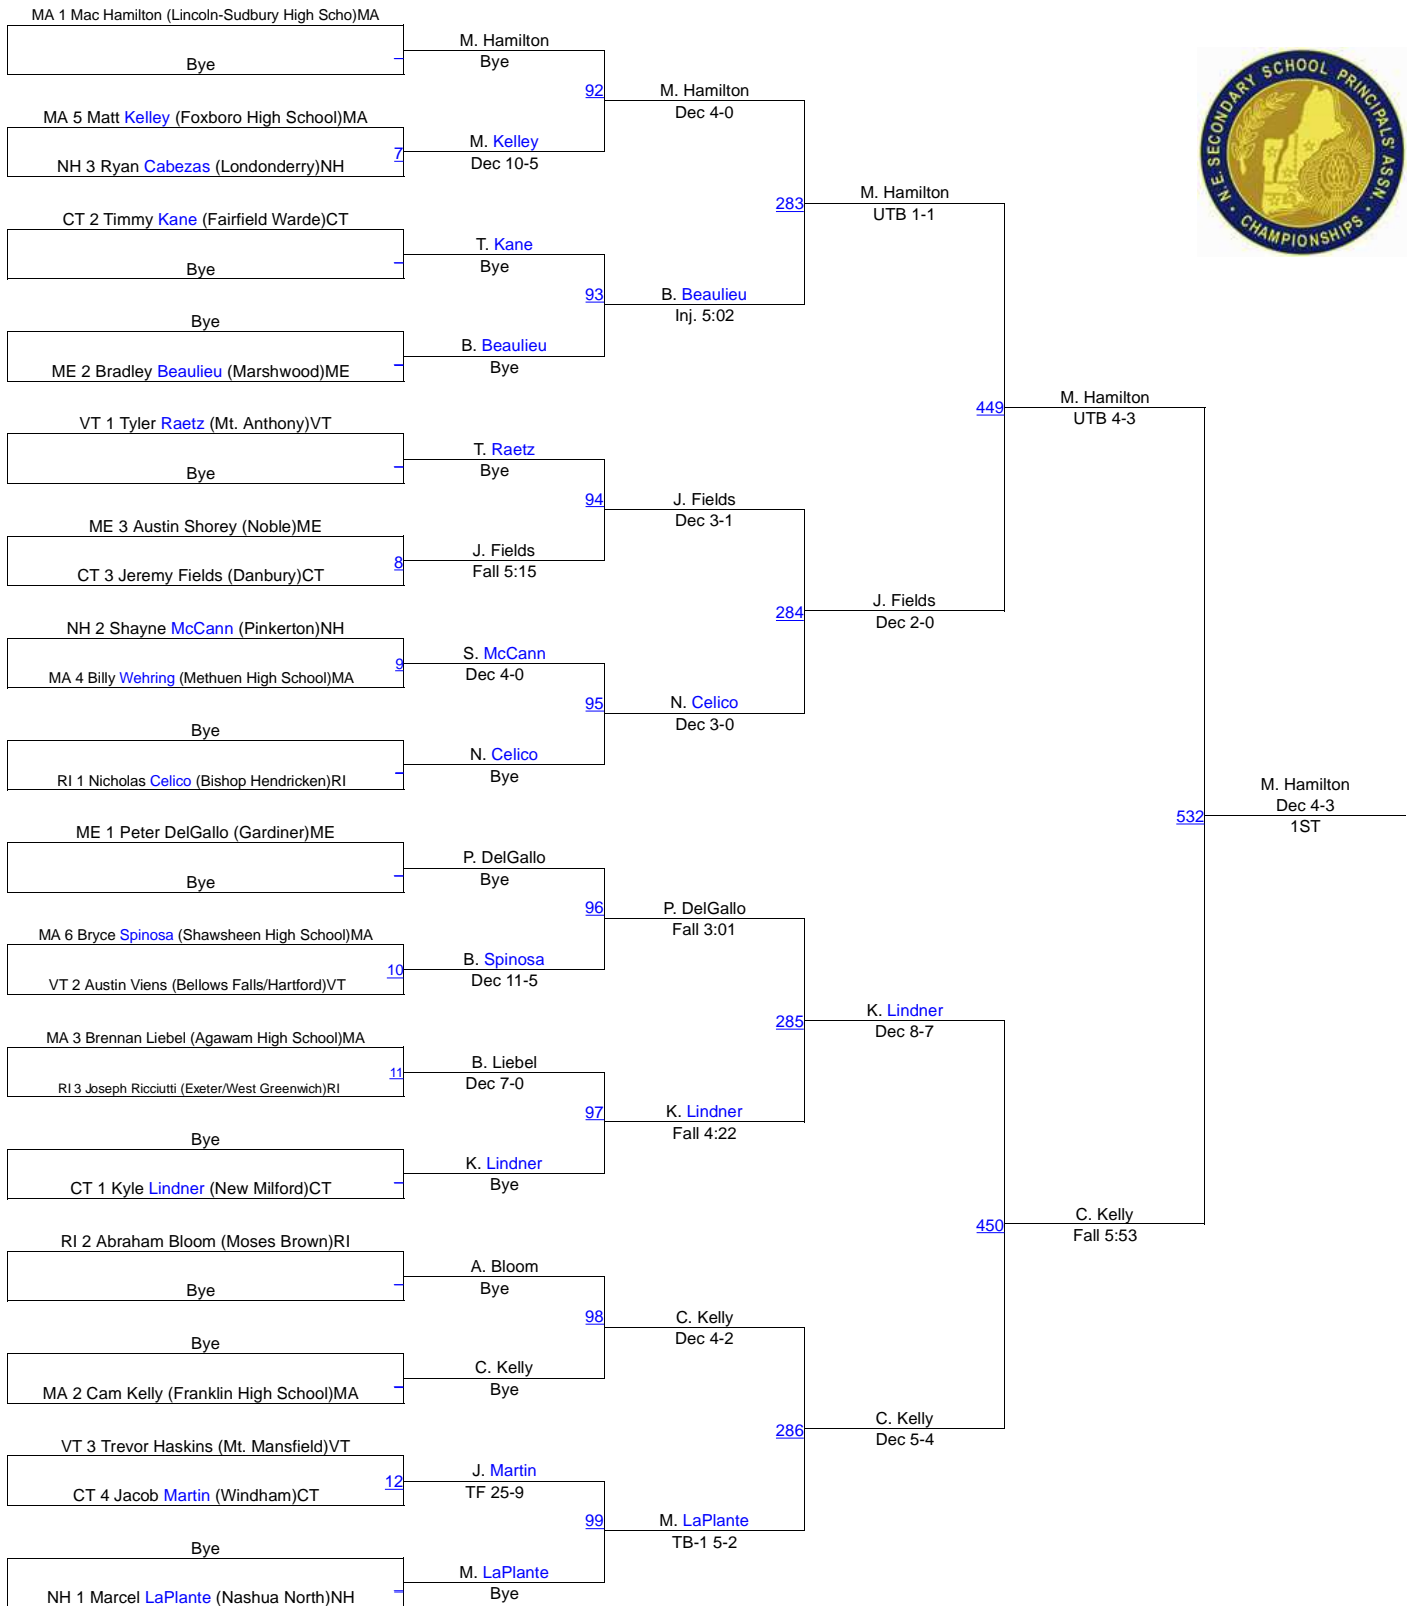 MA 1 Mac Hamilton (Lincoln-Sudbury High Scho)MA
Bye
M. Hamilton
Bye
92
MA 5 Matt Kelley (Foxboro High School)MA
NH 3 Ryan Cabezas (Londonderry)NH
7
M. Kelley
Dec 10-5
M. Hamilton
Dec 4-0
CT 2 Timmy Kane (Fairfield Warde)CT
Bye
T. Kane
Bye
93
Bye
ME 2 Bradley Beaulieu (Marshwood)ME
B. Beaulieu
Bye
B. Beaulieu
Inj. 5:02
283
M. Hamilton
UTB 1-1
VT 1 Tyler Raetz (Mt. Anthony)VT
Bye
T. Raetz
Bye
94
ME 3 Austin Shorey (Noble)ME
CT 3 Jeremy Fields (Danbury)CT
8
J. Fields
Fall 5:15
J. Fields
Dec 3-1
NH 2 Shayne McCann (Pinkerton)NH
MA 4 Billy Wehring (Methuen High School)MA
9
S. McCann
Dec 4-0
95
Bye
RI 1 Nicholas Celico (Bishop Hendricken)RI
N. Celico
Bye
N. Celico
Dec 3-0
284
J. Fields
Dec 2-0
449
M. Hamilton
UTB 4-3
ME 1 Peter DelGallo (Gardiner)ME
Bye
P. DelGallo
Bye
96
MA 6 Bryce Spinosa (Shawsheen High School)MA
VT 2 Austin Viens (Bellows Falls/Hartford)VT
10
B. Spinosa
Dec 11-5
P. DelGallo
Fall 3:01
MA 3 Brennan Liebel (Agawam High School)MA
RI 3 Joseph Ricciutti (Exeter/West Greenwich)RI
11
B. Liebel
Dec 7-0
97
Bye
CT 1 Kyle Lindner (New Milford)CT
K. Lindner
Bye
K. Lindner
Fall 4:22
285
K. Lindner
Dec 8-7
RI 2 Abraham Bloom (Moses Brown)RI
Bye
A. Bloom
Bye
98
Bye
MA 2 Cam Kelly (Franklin High School)MA
C. Kelly
Bye
C. Kelly
Dec 4-2
VT 3 Trevor Haskins (Mt. Mansfield)VT
CT 4 Jacob Martin (Windham)CT
12
J. Martin
TF 25-9
99
Bye
NH 1 Marcel LaPlante (Nashua North)NH
M. LaPlante
Bye
M. LaPlante
TB-1 5-2
286
C. Kelly
Dec 5-4
450
C. Kelly
Fall 5:53
532
M. Hamilton
Dec 4-3
1ST
N.E. SECONDARY SCHOOL PRINCIPALS' ASSN.
CHAMPIONSHIPS